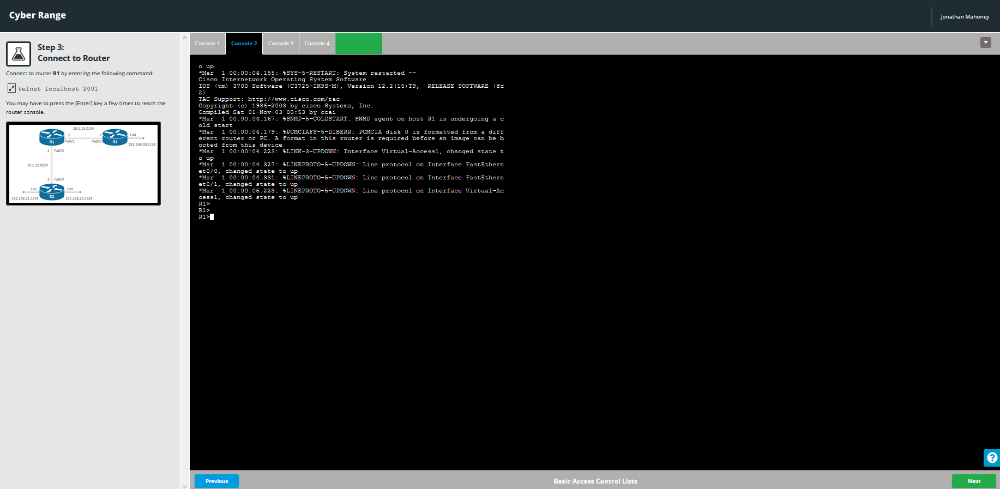 Cyber Range
Jonathan Mahoney
Step 3:
Connect to Router
Connect to router R1 by entering the following command:
telnet localhost 2001
You may have to press the [Enter] key a few times to reach the
router console.
10.1.13.0/24
.1
.2
Lo0
R1
Fa0/1
Fa0/0
R3
192.168.30.1/24
.1
Fa0/0
10.1.12.0/24
.2
Fa0/0
Lo1
Lo0
R2
192.168.21.1/24
192.168.20.1/24
Console 1
Console 2
Console 3
Console 4
o up
*Mar  1 00:00:04.155: %SYS-5-RESTART: System restarted --
Cisco Internetwork Operating System Software
IOS (tm) 3700 Software (C3725-IK9S-M), Version 12.2(15)T9,  RELEASE SOFTWARE (fc
2)
TAC Support: http://www.cisco.com/tac
Copyright (c) 1986-2003 by cisco Systems, Inc.
Compiled Sat 01-Nov-03 00:53 by ccai
*Mar  1 00:00:04.167: %SNMP-5-COLDSTART: SNMP agent on host R1 is undergoing a c
old start
*Mar  1 00:00:04.179: %PCMCIAFS-5-DIBERR: PCMCIA disk 0 is formatted from a diff
erent router or PC. A format in this router is required before an image can be b
ooted from this device
*Mar  1 00:00:04.223: %LINK-3-UPDOWN: Interface Virtual-Access1, changed state t
o up
*Mar  1 00:00:04.327: %LINEPROTO-5-UPDOWN: Line protocol on Interface FastEthern
et0/0, changed state to up
*Mar  1 00:00:04.331: %LINEPROTO-5-UPDOWN: Line protocol on Interface FastEthern
et0/1, changed state to up
*Mar  1 00:00:05.223: %LINEPROTO-5-UPDOWN: Line protocol on Interface Virtual-Ac
cess1, changed state to up
R1>
R1>
R1>
?
Previous
Basic Access Control Lists
Next